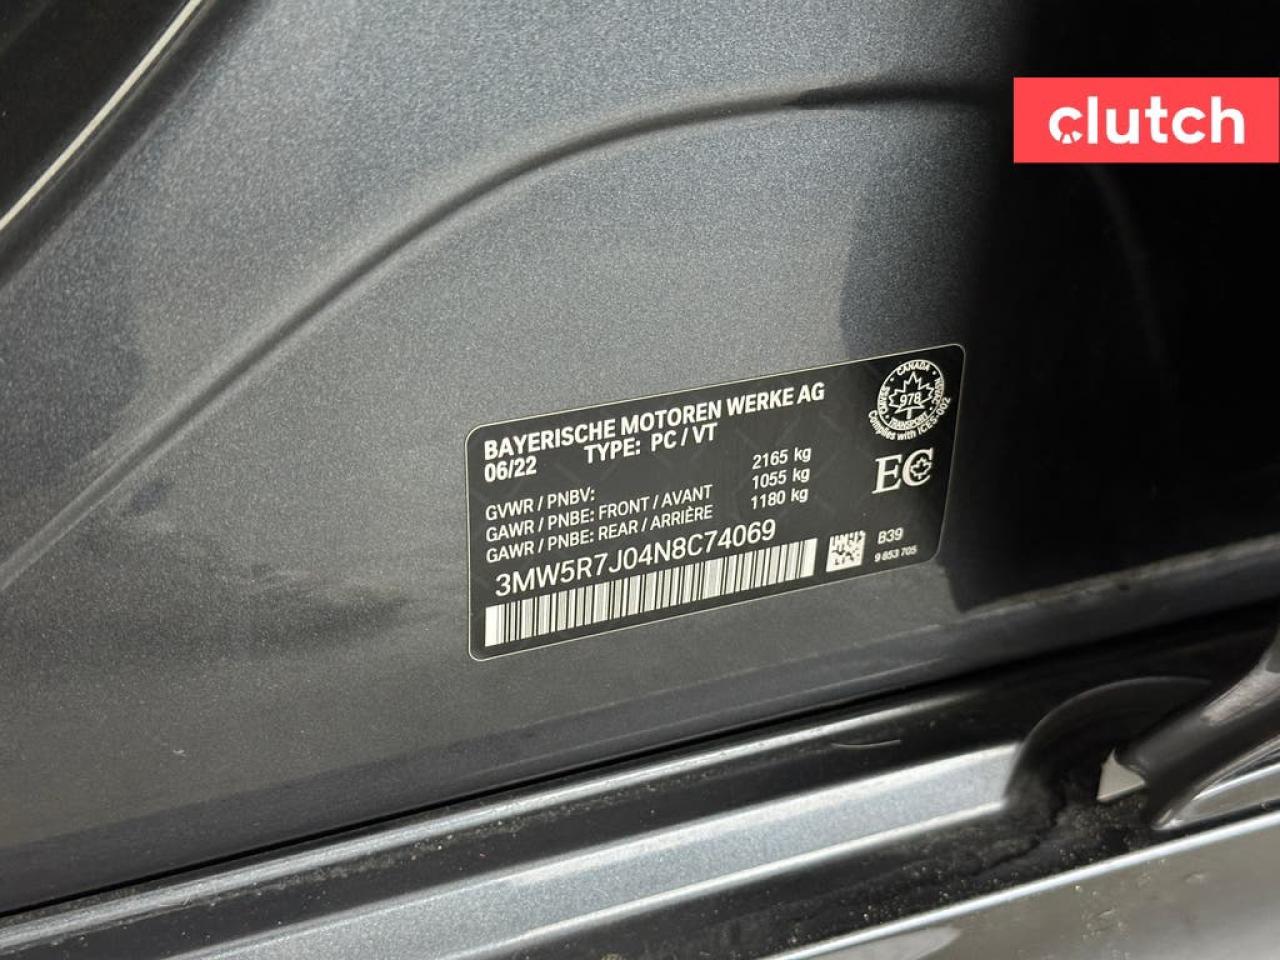 clutch
BAYERISCHE MOTOREN WERKE AG
06/22 TYPE: PC / VT
GVWR / PNBV: 2165 kg
GAWR / PNBE: FRONT / AVANT 1055 kg
GAWR / PNBE: REAR / ARRIÈRE 1180 kg
3MW5R7J04N8C74069
CANADA
978
TRANSPORT
Complies with ICES-002
EC
B39
9 853 705